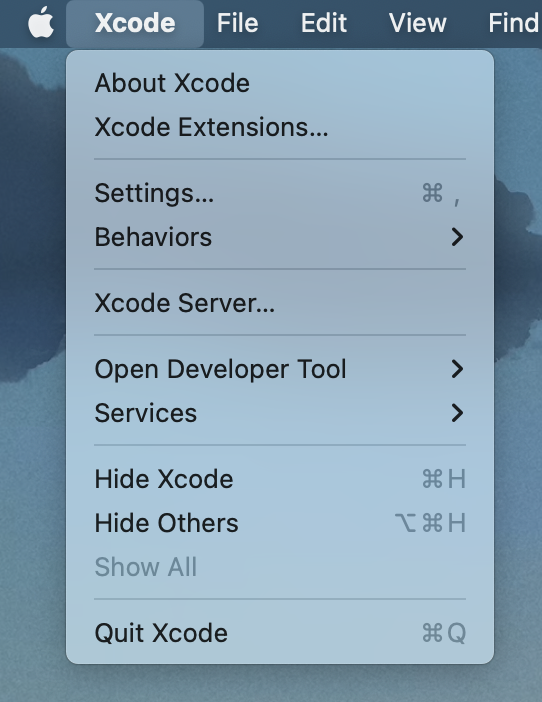 Xcode File Edit View Find
About Xcode
Xcode Extensions...
Settings... ⌘ ,
Behaviors
Xcode Server...
Open Developer Tool
Services
Hide Xcode ⌘H
Hide Others ⌥⌘H
Show All
Quit Xcode ⌘Q